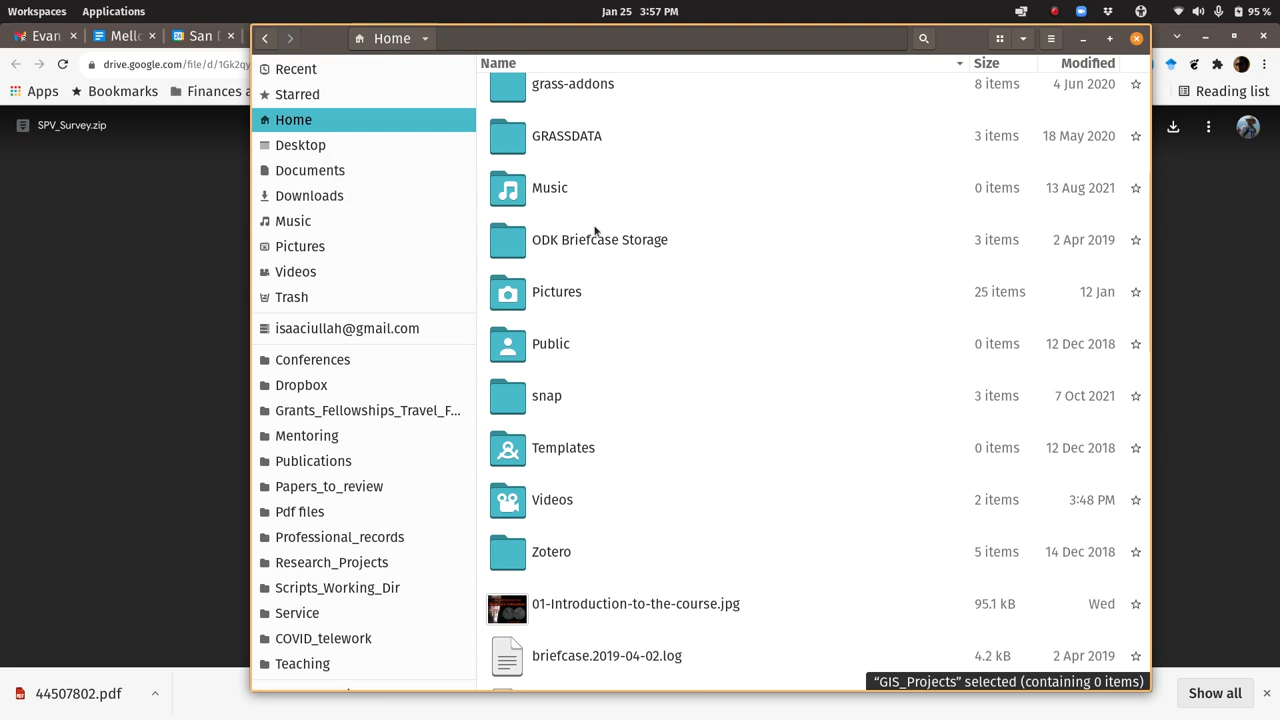 Workspaces Applications Jan 25 3:57 PM 95 %
Evan Mello San D
drive.google.com/file/d/1Gk2qy
Apps Bookmarks Finances a Reading list
SPV_Survey.zip
Home
Recent
Starred
Home
Desktop
Documents
Downloads
Music
Pictures
Videos
Trash
isaaciullah@gmail.com
Conferences
Dropbox
Grants_Fellowships_Travel_F...
Mentoring
Publications
Papers_to_review
Pdf files
Professional_records
Research_Projects
Scripts_Working_Dir
Service
COVID_telework
Teaching
Name Size Modified
grass-addons 8 items 4 Jun 2020
GRASSDATA 3 items 18 May 2020
Music 0 items 13 Aug 2021
ODK Briefcase Storage 3 items 2 Apr 2019
Pictures 25 items 12 Jan
Public 0 items 12 Dec 2018
snap 3 items 7 Oct 2021
Templates 0 items 12 Dec 2018
Videos 2 items 3:48 PM
Zotero 5 items 14 Dec 2018
01-Introduction-to-the-course.jpg 95.1 kB Wed
briefcase.2019-04-02.log 4.2 kB 2 Apr 2019
“GIS_Projects” selected (containing 0 items)
44507802.pdf Show all